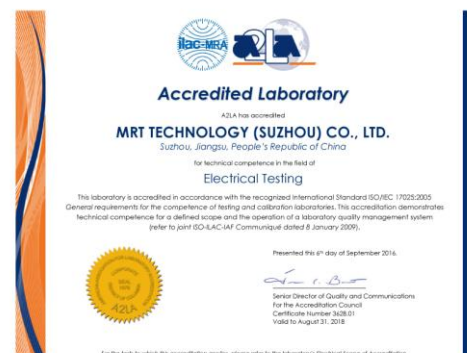 ilac-MRA
A2LA
Accredited Laboratory
A2LA has accredited
MRT TECHNOLOGY (SUZHOU) CO., LTD.
Suzhou, Jiangsu, People's Republic of China
for technical competence in the field of
Electrical Testing
This laboratory is accredited in accordance with the recognized International Standard ISO/IEC 17025:2005
General requirements for the competence of testing and calibration laboratories. This accreditation demonstrates
technical competence for a defined scope and the operation of a laboratory quality management system
(refer to joint ISO-ILAC-IAF Communiqué dated 8 January 2009).
Presented this 6th day of September 2016.
Senior Director of Quality and Communications
For the Accreditation Council
Certificate Number 3628.01
Valid to August 31, 2018
SEAL
1978
A2LA